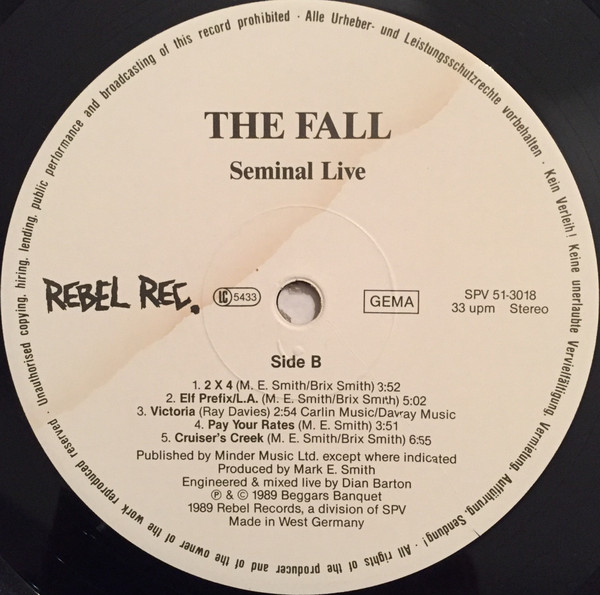 Unauthorised copying, hiring, lending, public performance and broadcasting of this record prohibited · Alle Urheber- und Leistungsschutzrechte vorbehalten · Kein Verleih! Keine unerlaubte Vervielfältigung, Vermietung, Aufführung, Sendung! · All rights of the producer and of the owner of the work reproduced reserved ·
THE FALL
Seminal Live
REBEL REC.
LC 5433
GEMA
SPV 51-3018
33 upm Stereo
Side B
1. 2 X 4 (M. E. Smith/Brix Smith) 3:52
2. Elf Prefix/L.A. (M. E. Smith/Brix Smith) 5:02
3. Victoria (Ray Davies) 2:54 Carlin Music/Davray Music
4. Pay Your Rates (M. E. Smith) 3:51
5. Cruiser's Creek (M. E. Smith/Brix Smith) 6:55
Published by Minder Music Ltd. except where indicated
Produced by Mark E. Smith
Engineered & mixed live by Dian Barton
℗ & © 1989 Beggars Banquet
1989 Rebel Records, a division of SPV
Made in West Germany